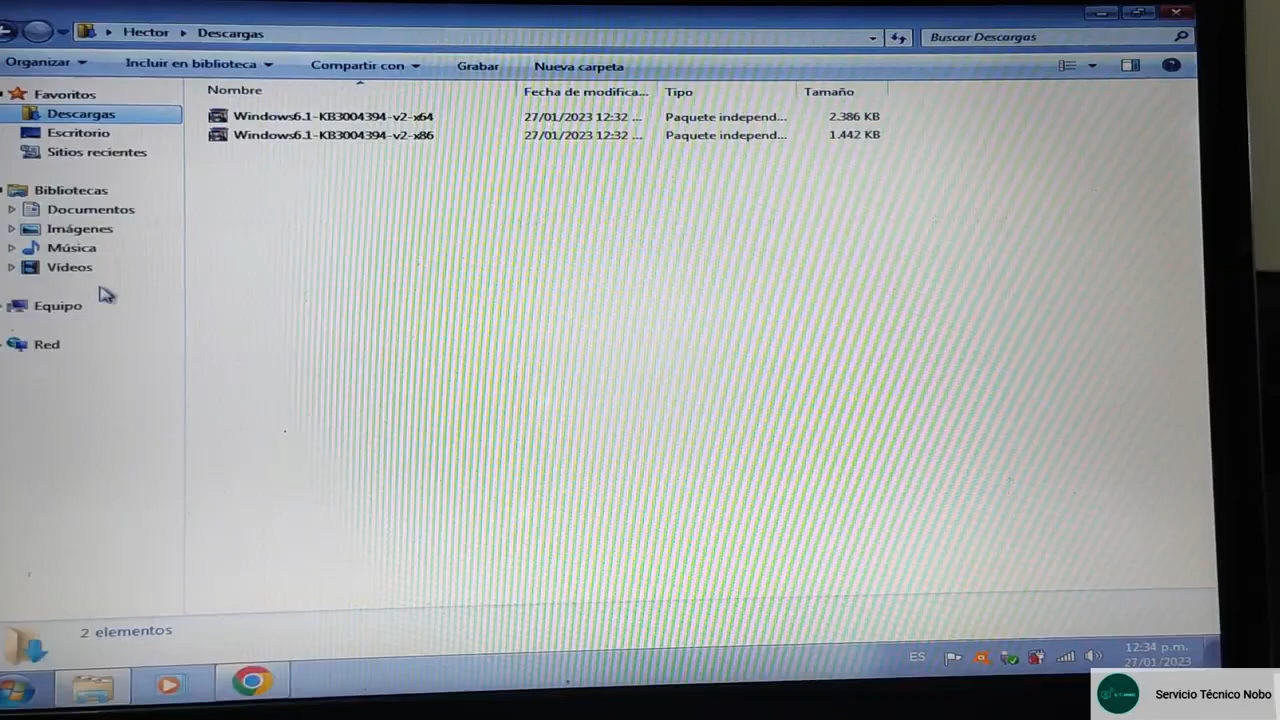 Hector
Descargas
Buscar Descargas
Organizar
Incluir en biblioteca
Compartir con
Grabar
Nueva carpeta
Favoritos
Descargas
Escritorio
Sitios recientes
Bibliotecas
Documentos
Imágenes
Música
Vídeos
Equipo
Red
Nombre Fecha de modifica... Tipo Tamaño
Windows6.1-KB3004394-v2-x64 27/01/2023 12:32 ... Paquete independ... 2.386 KB
Windows6.1-KB3004394-v2-x86 27/01/2023 12:32 ... Paquete independ... 1.442 KB
2 elementos
ES
12:34 p.m.
27/01/2023
Servicio Técnico Nobo